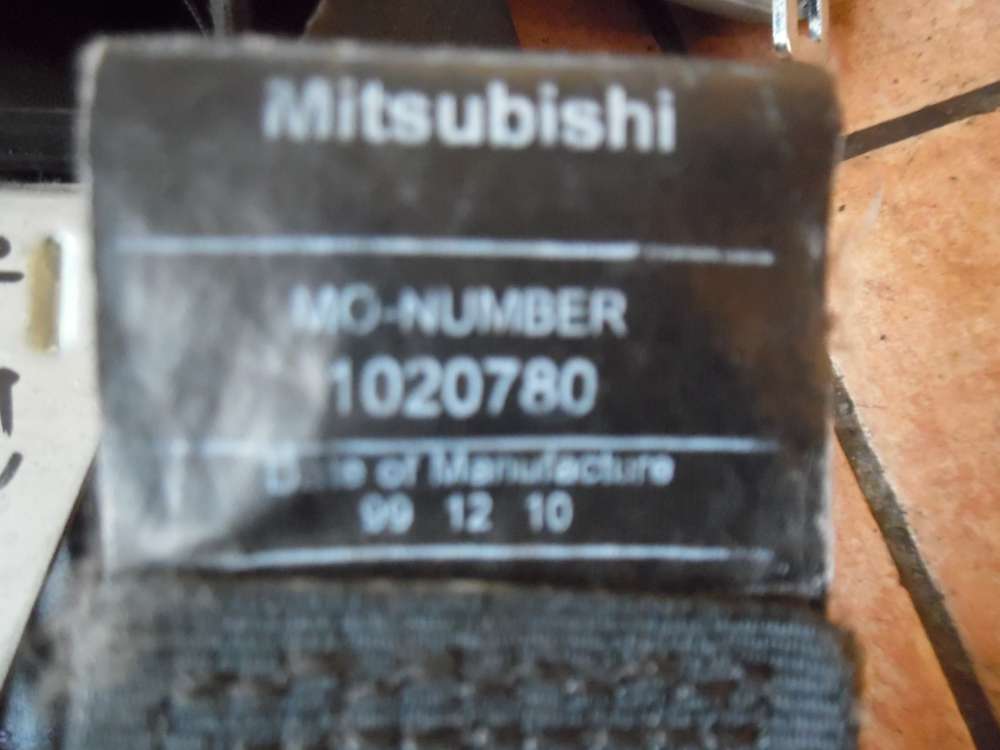 Mitsubishi
MO-NUMBER
1020780
Date of Manufacture
99 12 10